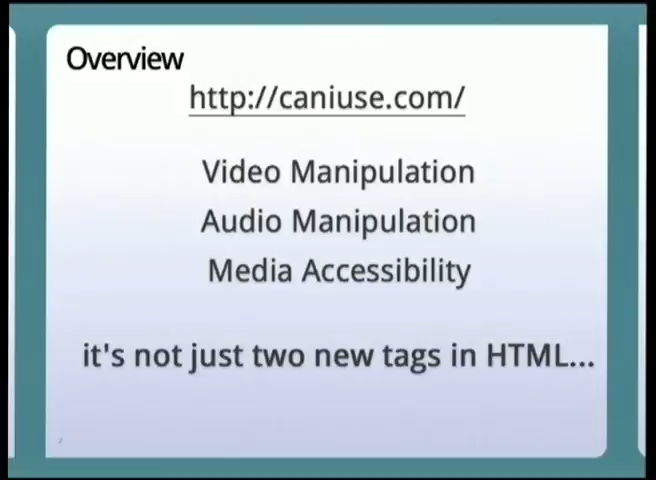 Overview
http://caniuse.com/
Video Manipulation
Audio Manipulation
Media Accessibility
it's not just two new tags in HTML...